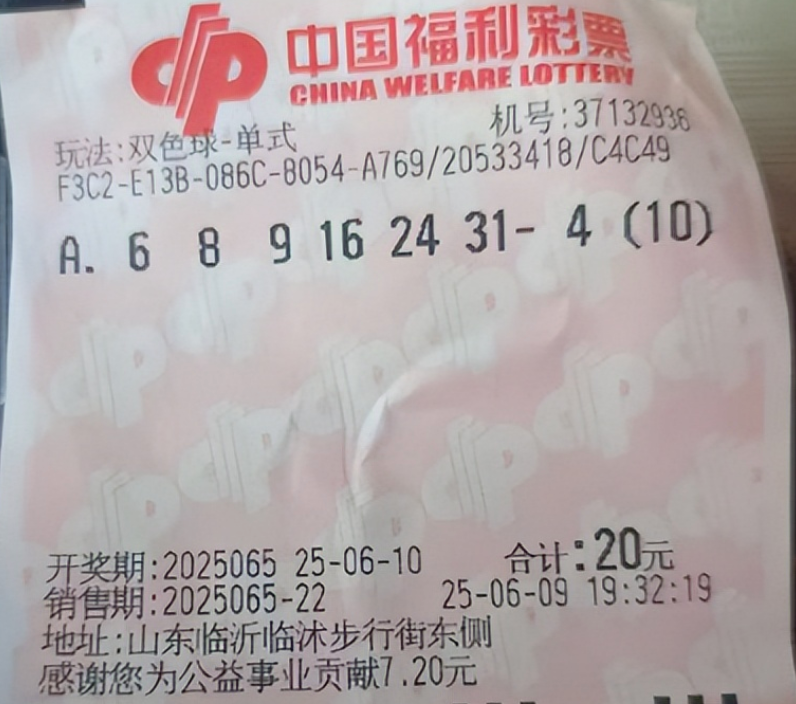 中国福利彩票
CHINA WELFARE LOTTERY
机号:37132936
玩法:双色球-单式
F3C2-E13B-086C-8054-A769/20533418/C4C49
A. 6 8 9 16 24 31- 4 (10)
开奖期:2025065 25-06-10 合计:20元
销售期:2025065-22 25-06-09 19:32:19
地址:山东临沂临沭步行街东侧
感谢您为公益事业贡献7.20元